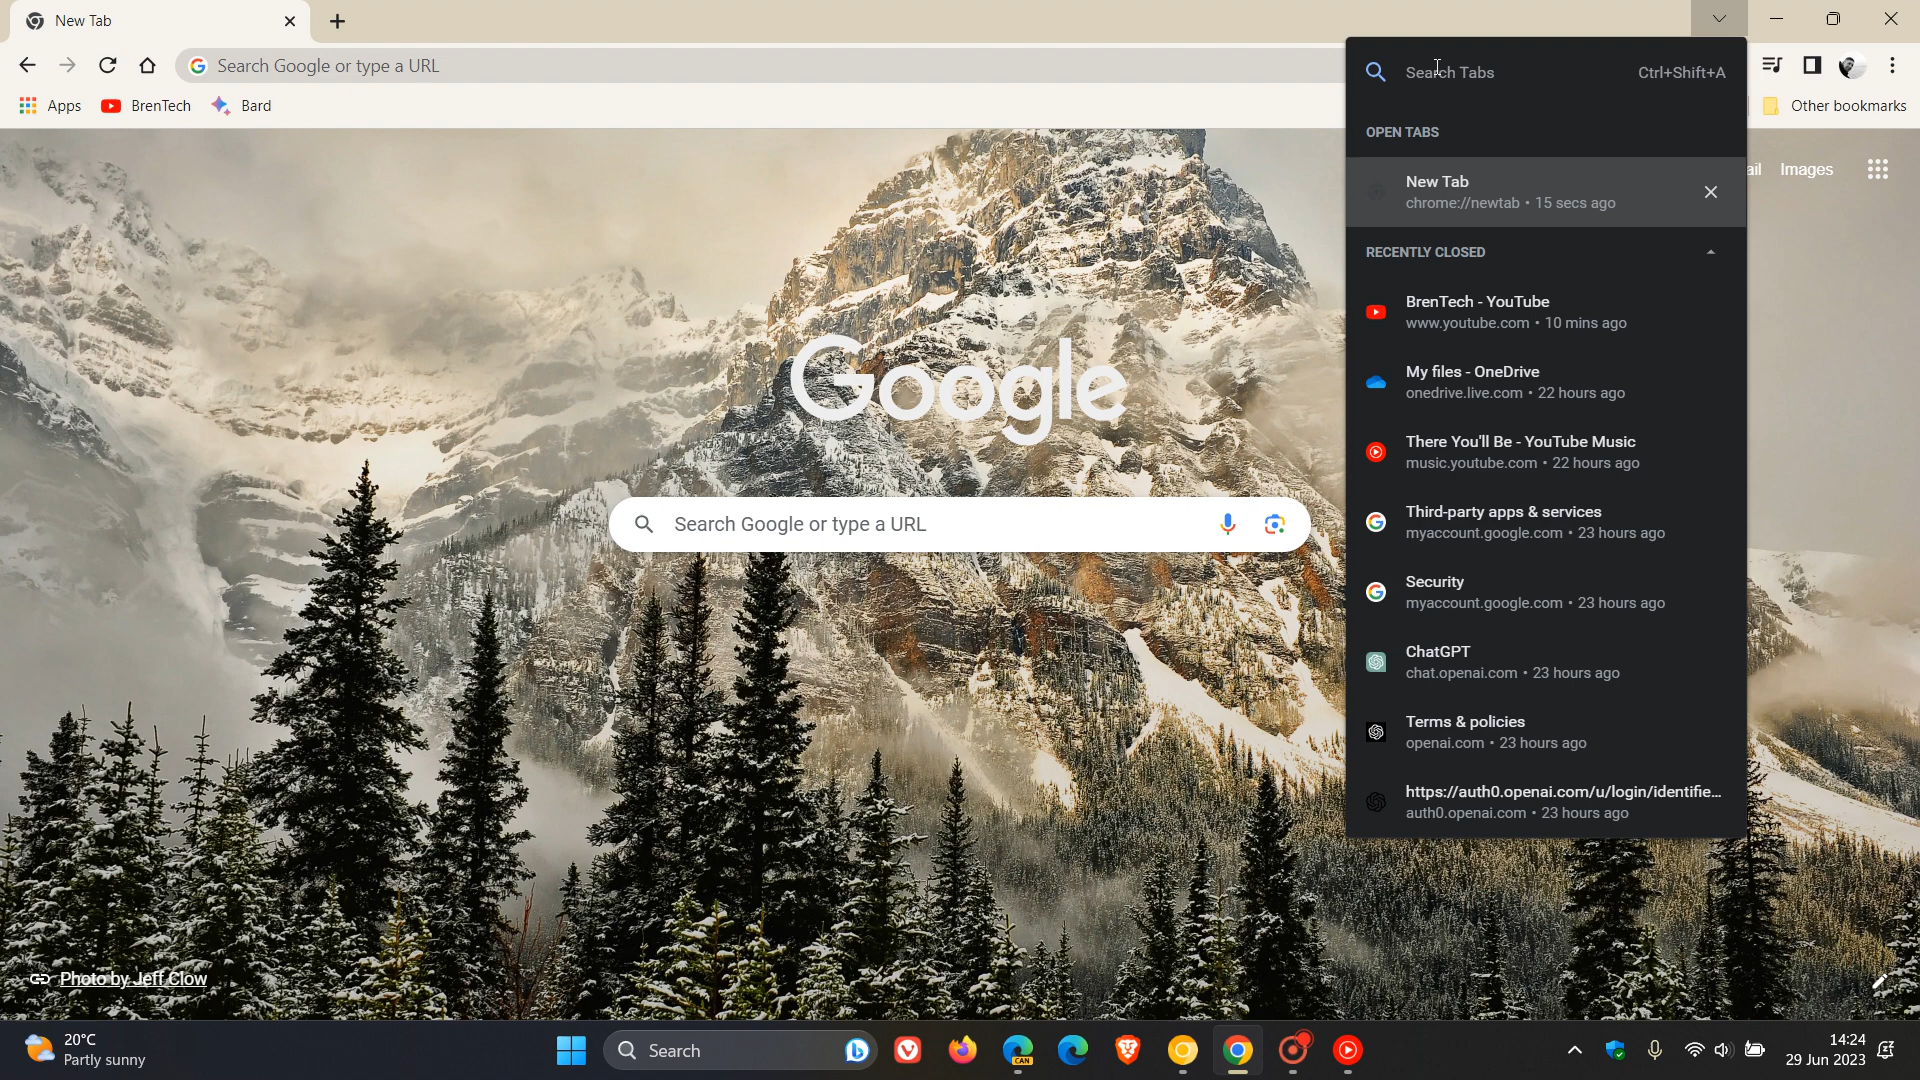 New Tab
Search Google or type a URL
Apps
BrenTech
Bard
Other bookmarks
Search Tabs
Ctrl+Shift+A
OPEN TABS
New Tab
chrome://newtab • 15 secs ago
RECENTLY CLOSED
BrenTech - YouTube
www.youtube.com • 10 mins ago
My files - OneDrive
onedrive.live.com • 22 hours ago
There You'll Be - YouTube Music
music.youtube.com • 22 hours ago
Third-party apps & services
myaccount.google.com • 23 hours ago
Security
myaccount.google.com • 23 hours ago
ChatGPT
chat.openai.com • 23 hours ago
Terms & policies
openai.com • 23 hours ago
https://auth0.openai.com/u/login/identifie...
auth0.openai.com • 23 hours ago
ail
Images
Google
Search Google or type a URL
Photo by Jeff Clow
20°C
Partly sunny
Search
CAN
14:24
29 Jun 2023